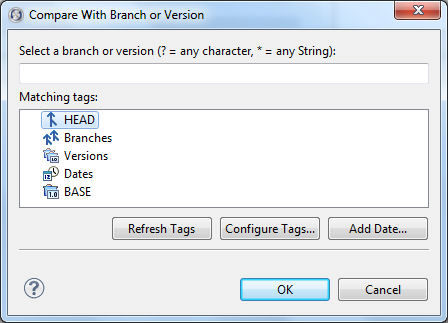 Compare With Branch or Version
Select a branch or version (? = any character, * = any String):
Matching tags:
HEAD
Branches
Versions
Dates
BASE
Refresh Tags Configure Tags... Add Date...
OK Cancel